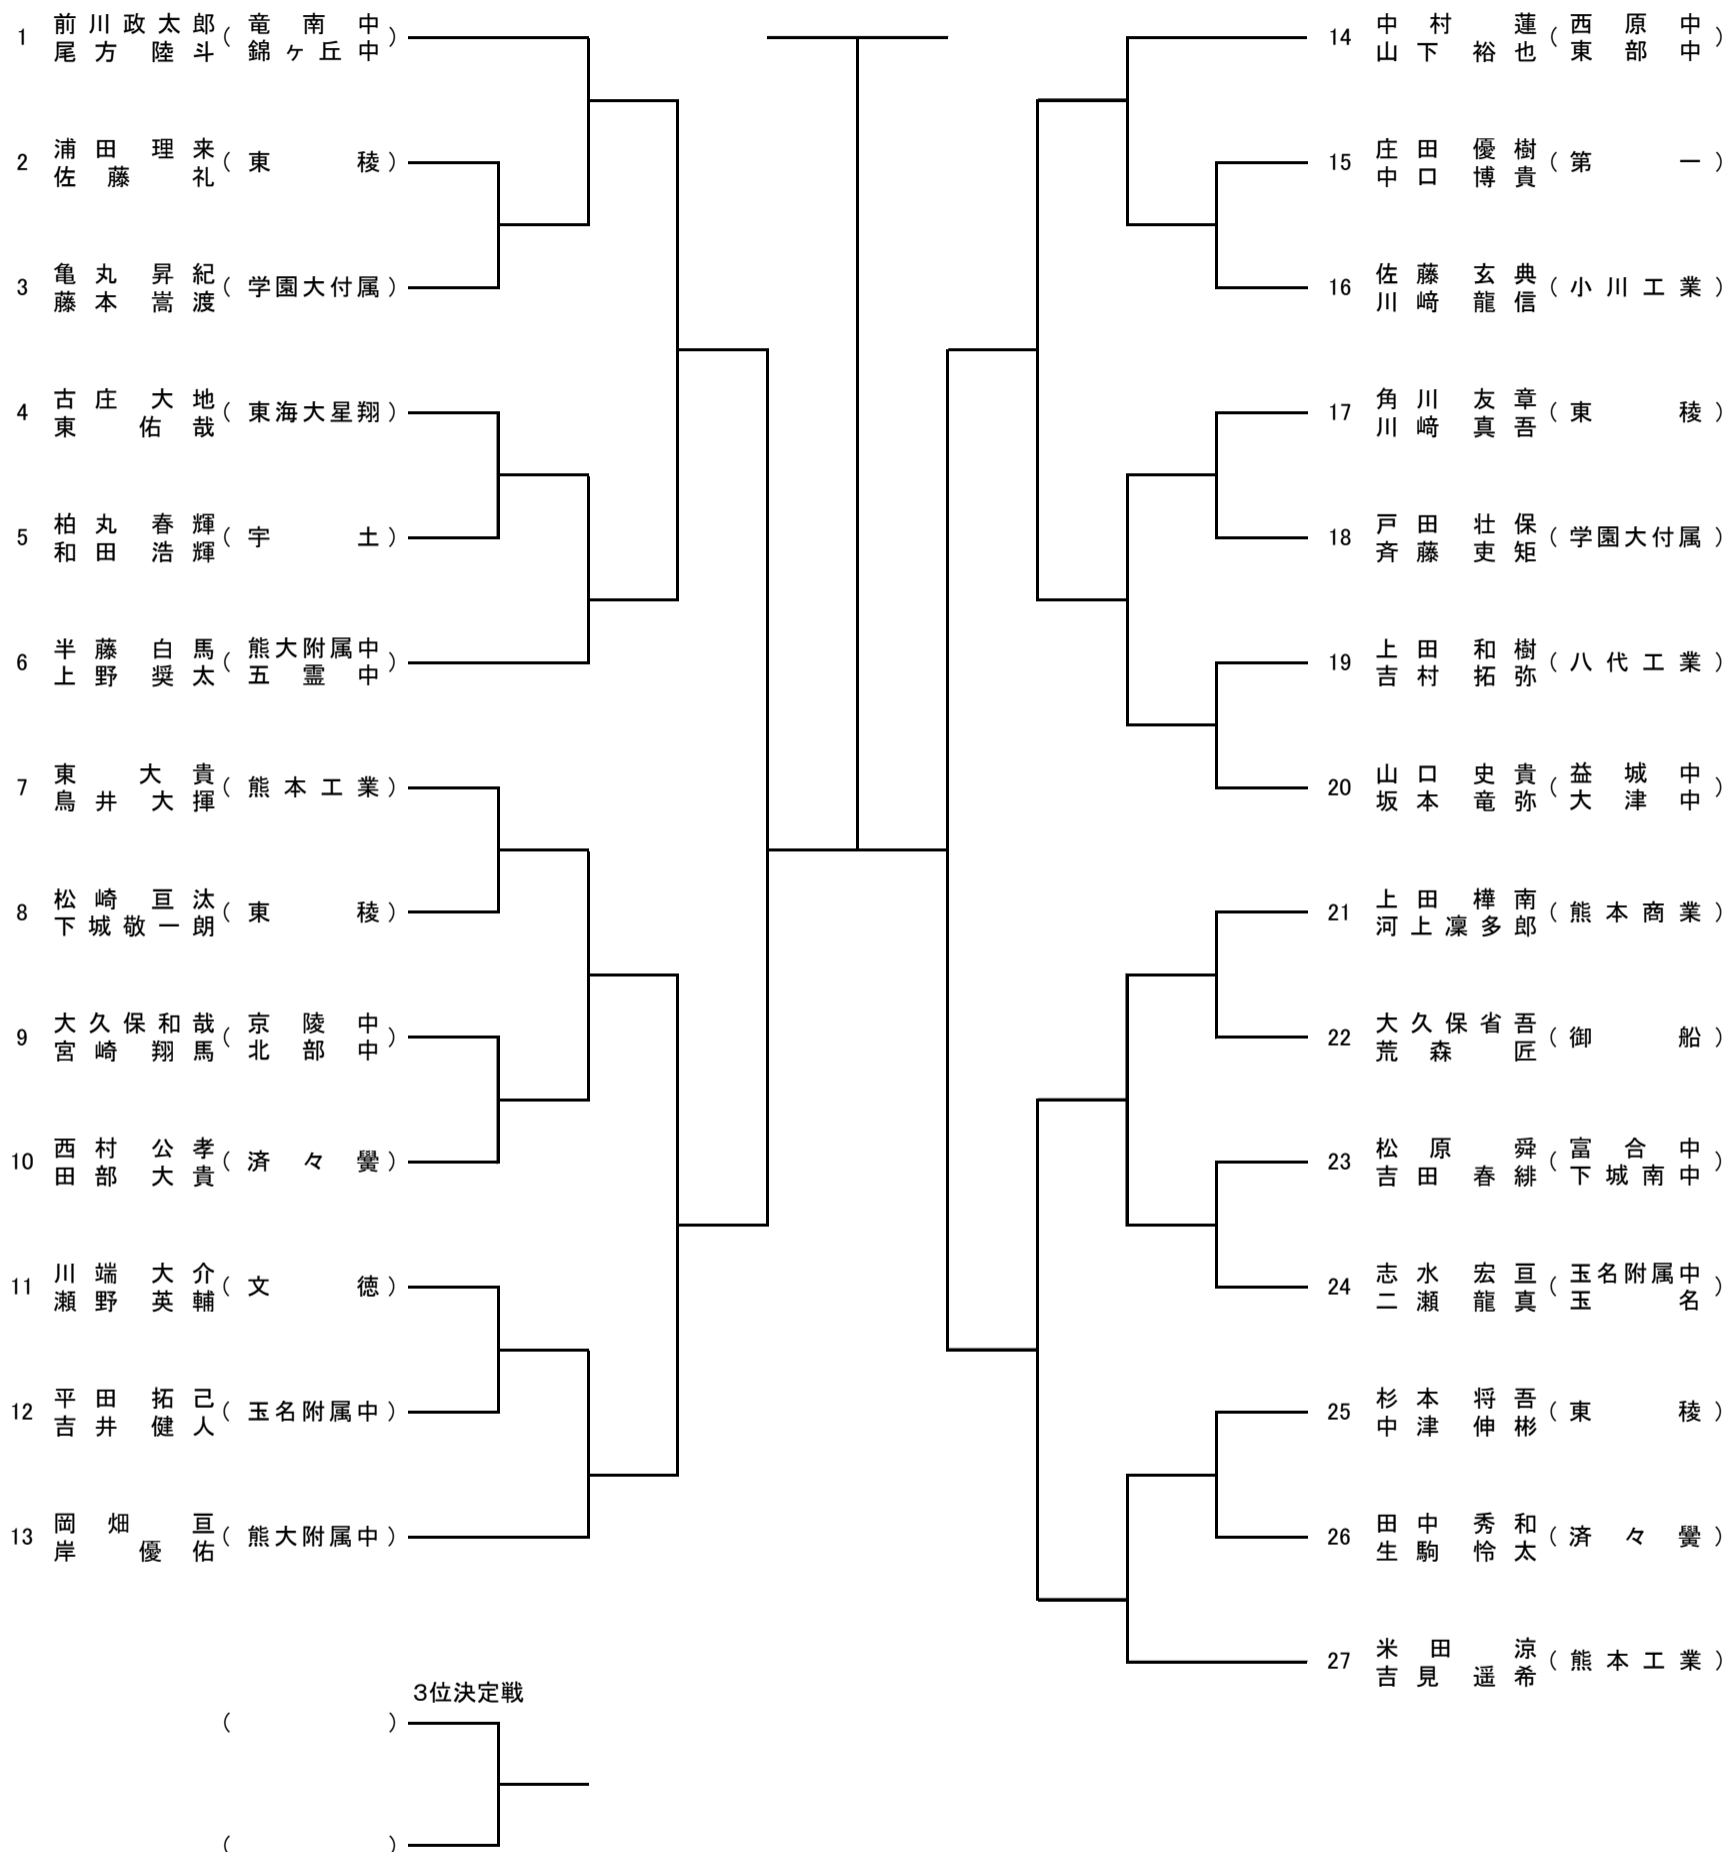 1 前川政太郎 ( 竜南中 )
尾方陸斗 錦ヶ丘中
2 浦田理来 ( 東稜 )
佐藤礼
3 亀丸昇紀 ( 学園大付属 )
藤本嵩渡
4 古庄大地 ( 東海大星翔 )
東佑哉
5 柏丸春輝 ( 宇土 )
和田浩輝
6 半藤白馬 ( 熊大附属中 )
上野奨太 五霊中
7 東大貴 ( 熊本工業 )
鳥井大揮
8 松崎亘汰 ( 東稜 )
下城敬一朗
9 大久保和哉 ( 京陵中 )
宮崎翔馬 北部中
10 西村公孝 ( 済々黌 )
田部大貴
11 川端大介 ( 文徳 )
瀬野英輔
12 平田拓己 ( 玉名附属中 )
吉井健人
13 岡畑亘 ( 熊大附属中 )
岸優佑
3位決定戦
( )
( )
14 中村蓮 ( 西原中 )
山下裕也 東部中
15 庄田優樹 ( 第一 )
中口博貴
16 佐藤玄典 ( 小川工業 )
川﨑龍信
17 角川友章 ( 東稜 )
川﨑真吾
18 戸田壮保 ( 学園大付属 )
斉藤吏矩
19 上田和樹 ( 八代工業 )
吉村拓弥
20 山口史貴 ( 益城中 )
坂本竜弥 大津中
21 上田樺南 ( 熊本商業 )
河上凜多郎
22 大久保省吾 ( 御船 )
荒森匠
23 松原舜 ( 富合中 )
吉田春緋 下城南中
24 志水宏亘 ( 玉名附属中 )
二瀬龍真 玉名
25 杉本将吾 ( 東稜 )
中津伸彬
26 田中秀和 ( 済々黌 )
生駒怜太
27 米田涼 ( 熊本工業 )
吉見遥希